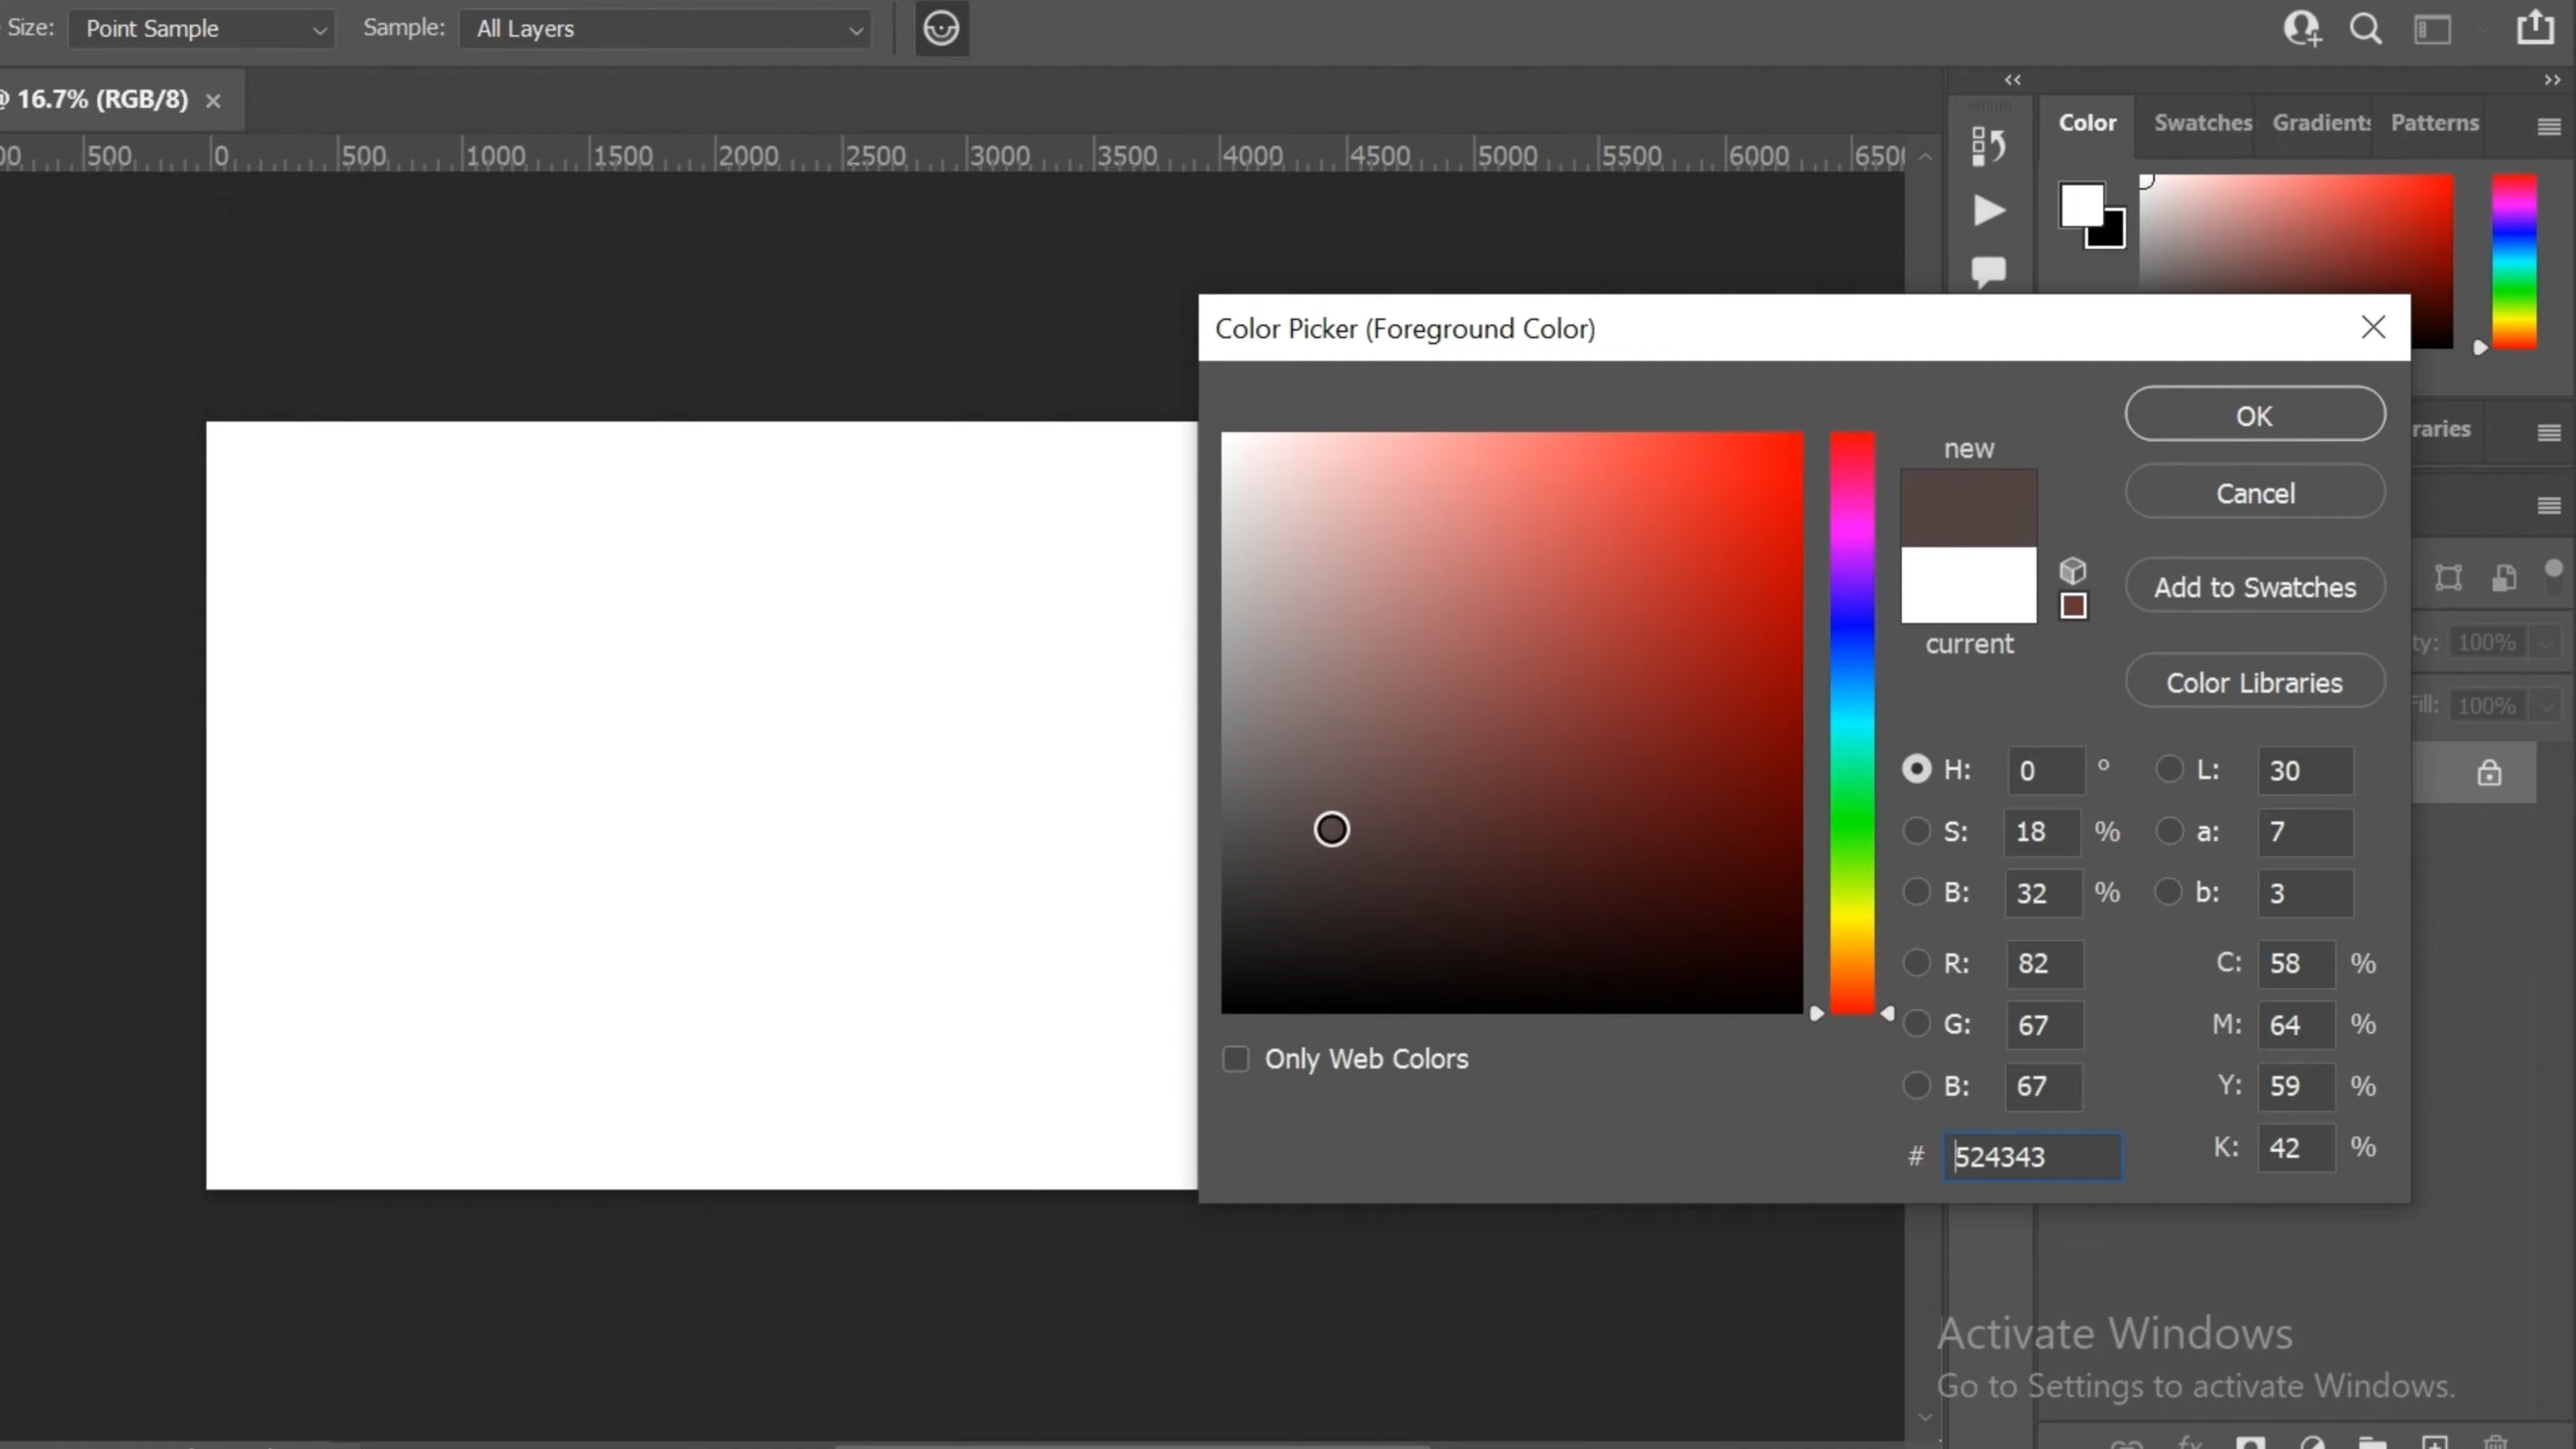 Size: Point Sample Sample: All Layers
@ 16.7% (RGB/8) ×
500 0 500 1000 1500 2000 2500 3000 3500 4000 4500 5000 5500 6000 6500
Color Swatches Gradients Patterns
Color Picker (Foreground Color)
OK
raries
new
Cancel
Add to Swatches
current
ty: 100%
Color Libraries
Fill: 100%
H: 0 ° L: 30
S: 18 % a: 7
B: 32 % b: 3
R: 82 C: 58 %
G: 67 M: 64 %
Only Web Colors
B: 67 Y: 59 %
# 524343 K: 42 %
Activate Windows
Go to Settings to activate Windows.
fx